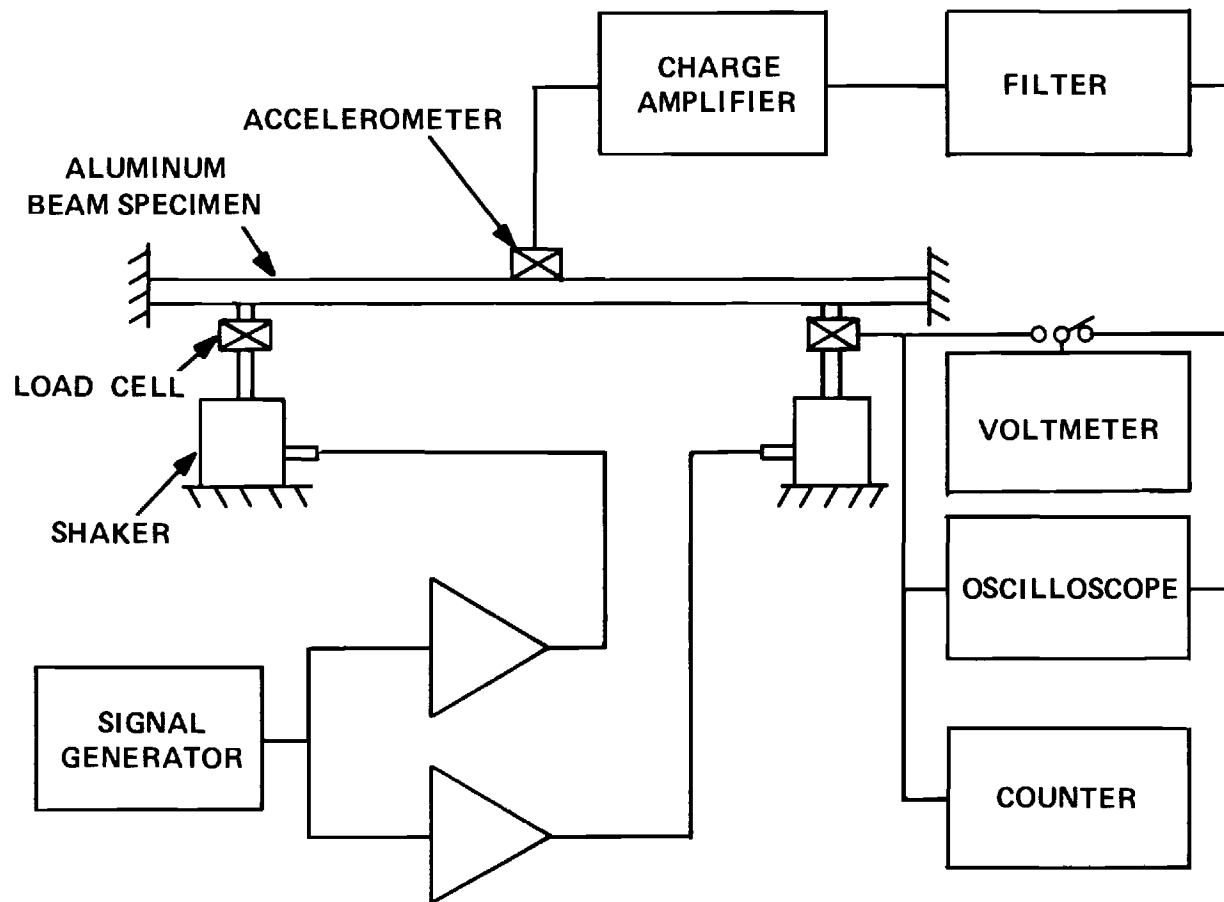 CHARGE
AMPLIFIER
FILTER
ACCELEROMETER
ALUMINUM
BEAM SPECIMEN
LOAD CELL
VOLTMETER
SHAKER
OSCILLOSCOPE
SIGNAL
GENERATOR
COUNTER